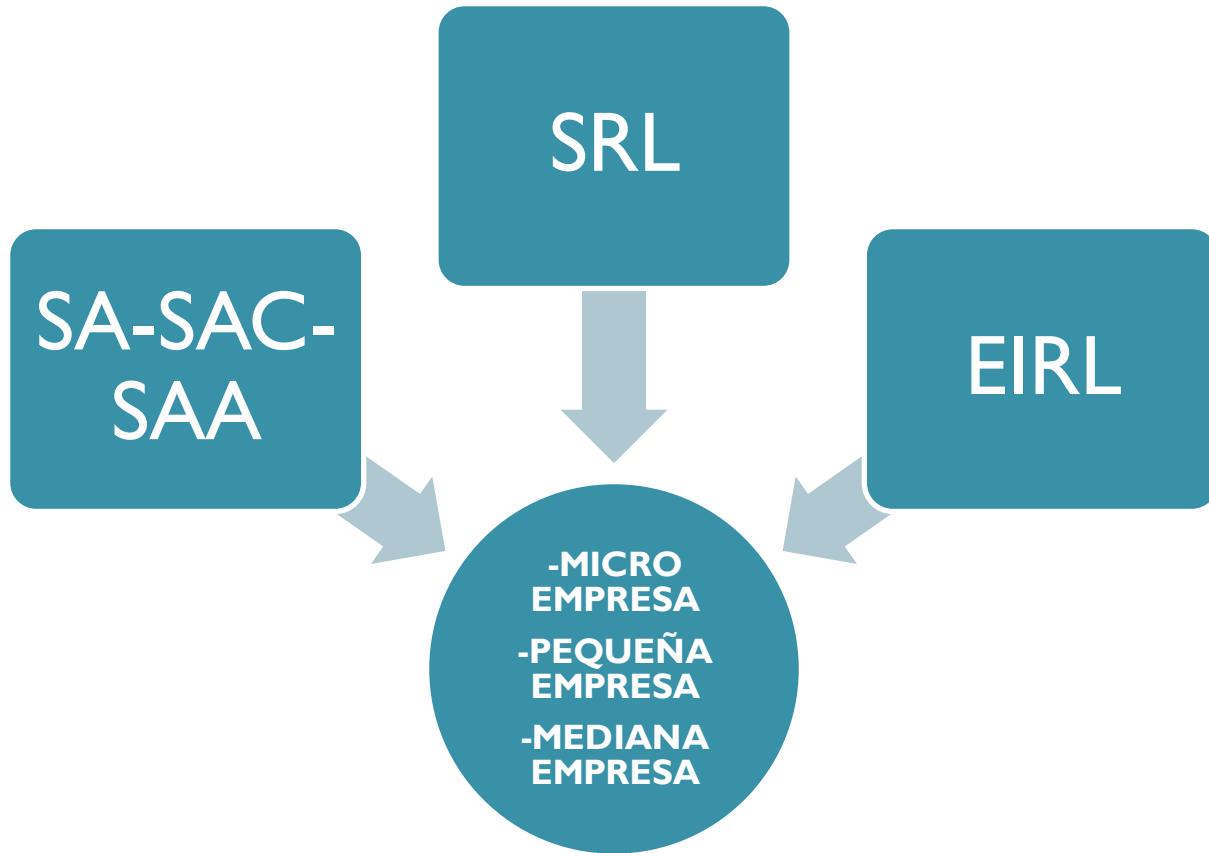 SRL
SA-SAC-
SAA
EIRL
-MICRO
EMPRESA
-PEQUEÑA
EMPRESA
-MEDIANA
EMPRESA